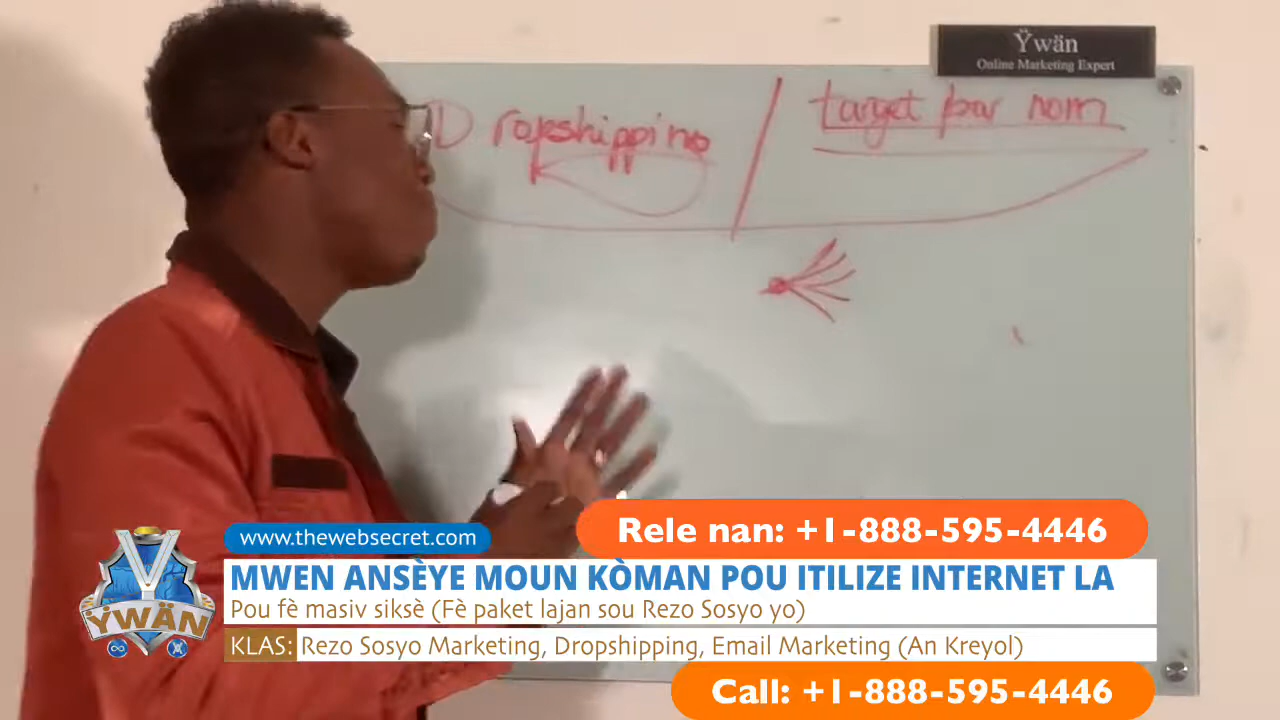 Ÿwän
Online Marketing Expert
Dropshipping
target par nom
Rele nan: +1-888-595-4446
www.thewebsecret.com
MWEN ANSÈYE MOUN KÒMAN POU ITILIZE INTERNET LA
Pou fè masiv siksè (Fè paket lajan sou Rezo Sosyo yo)
ŸWÄN
KLAS: Rezo Sosyo Marketing, Dropshipping, Email Marketing (An Kreyol)
Call: +1-888-595-4446